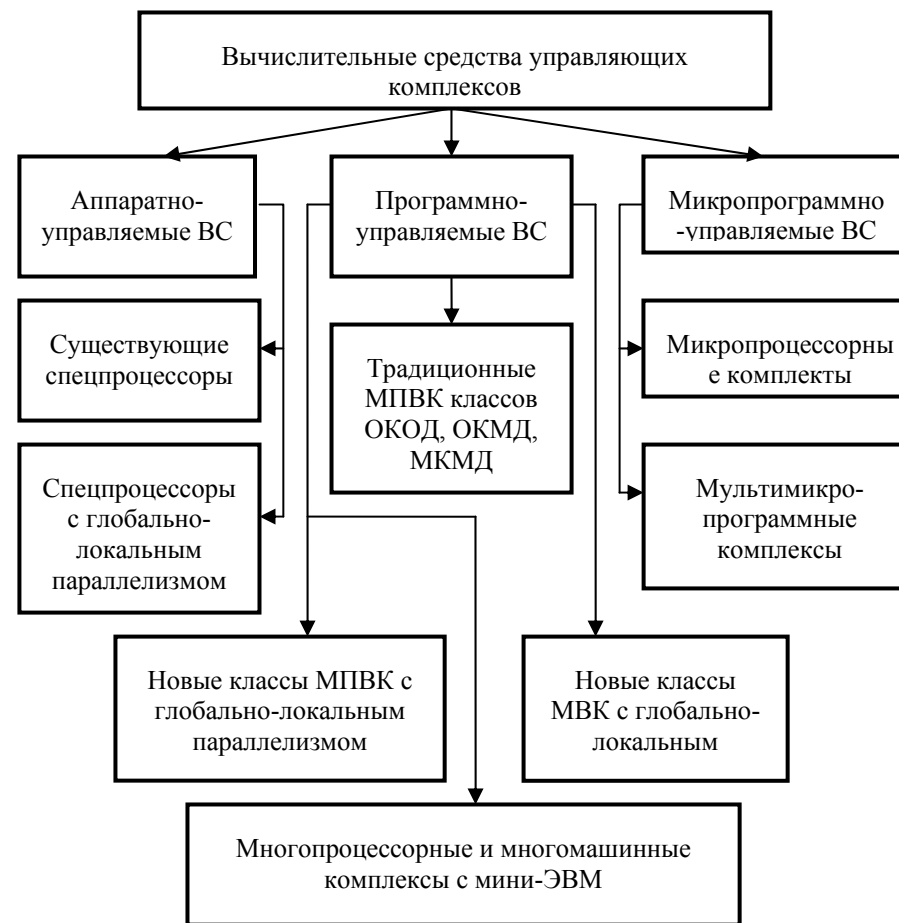 Вычислительные средства управляющих
комплексов
Аппаратно-
управляемые ВС
Программно-
управляемые ВС
Микропрограммно
-управляемые ВС
Существующие
спецпроцессоры
Традиционные
МПВК классов
ОКОД, ОКМД,
МКМД
Микропроцессорны
е комплекты
Спецпроцессоры
с глобально-
локальным
параллелизмом
Мультимикро-
программные
комплексы
Новые классы МПВК с
глобально-локальным
параллелизмом
Новые классы
МВК с глобально-
локальным
Многопроцессорные и многомашинные
комплексы с мини-ЭВМ